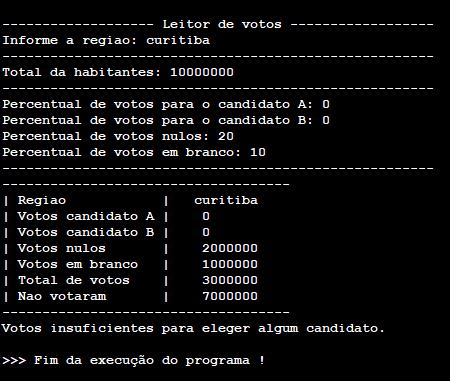 ------------------- Leitor de votos ------------------
Informe a regiao: curitiba
------------------------------------------------------
Total da habitantes: 10000000
------------------------------------------------------
Percentual de votos para o candidato A: 0
Percentual de votos para o candidato B: 0
Percentual de votos nulos: 20
Percentual de votos em branco: 10
------------------------------------------------------
------------------------------------
| Regiao            |   curitiba
| Votos candidato A |    0
| Votos candidato B |    0
| Votos nulos       |    2000000
| Votos em branco   |    1000000
| Total de votos    |    3000000
| Nao votaram       |    7000000
------------------------------------
Votos insuficientes para eleger algum candidato.
>>> Fim da execução do programa !